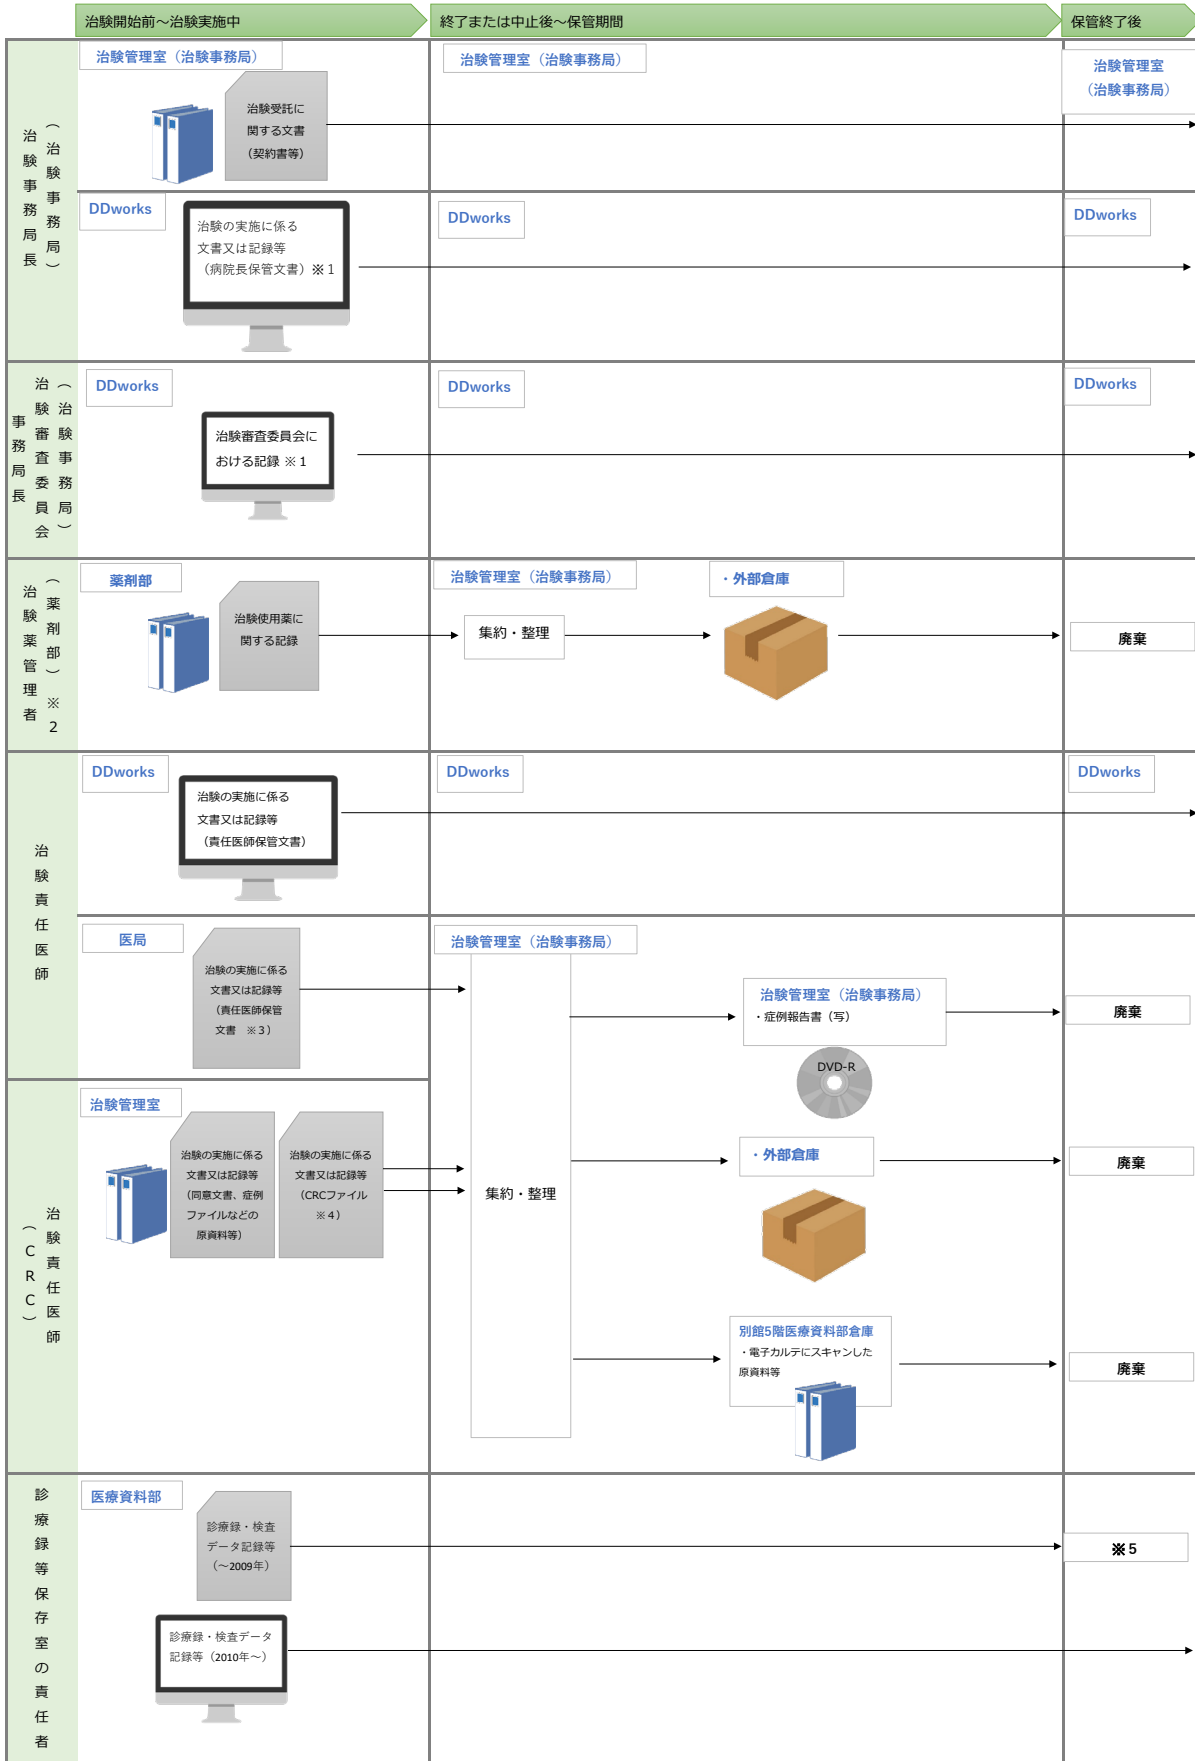 治験開始前～治験実施中
終了または中止後～保管期間
保管終了後
治験事務局長
（治験事務局）
治験管理室（治験事務局）
治験受託に
関する文書
（契約書等）
治験管理室（治験事務局）
治験管理室
（治験事務局）
DDworks
治験の実施に係る
文書又は記録等
（病院長保管文書）※１
DDworks
DDworks
（治験事務局）
治験審査委員会
事務局長
DDworks
治験審査委員会に
おける記録 ※１
DDworks
DDworks
（薬剤部）※2
治験薬管理者
薬剤部
治験使用薬に
関する記録
治験管理室（治験事務局）
集約・整理
・外部倉庫
廃棄
治験責任医師
DDworks
治験の実施に係る
文書又は記録等
（責任医師保管文書）
DDworks
DDworks
医局
治験の実施に係る
文書又は記録等
（責任医師保管
文書　※３）
治験管理室（治験事務局）
集約・整理
治験管理室（治験事務局）
・症例報告書（写）
DVD-R
廃棄
治験責任医師
（CRC）
治験管理室
治験の実施に係る
文書又は記録等
（同意文書、症例
ファイルなどの
原資料等）
治験の実施に係る
文書又は記録等
（CRCファイル
※４）
・外部倉庫
廃棄
別館5階医療資料部倉庫
・電子カルテにスキャンした
原資料等
廃棄
診療録等保存室の責任者
医療資料部
診療録・検査
データ記録等
（～2009年）
※５
診療録・検査データ
記録等（2010年～）